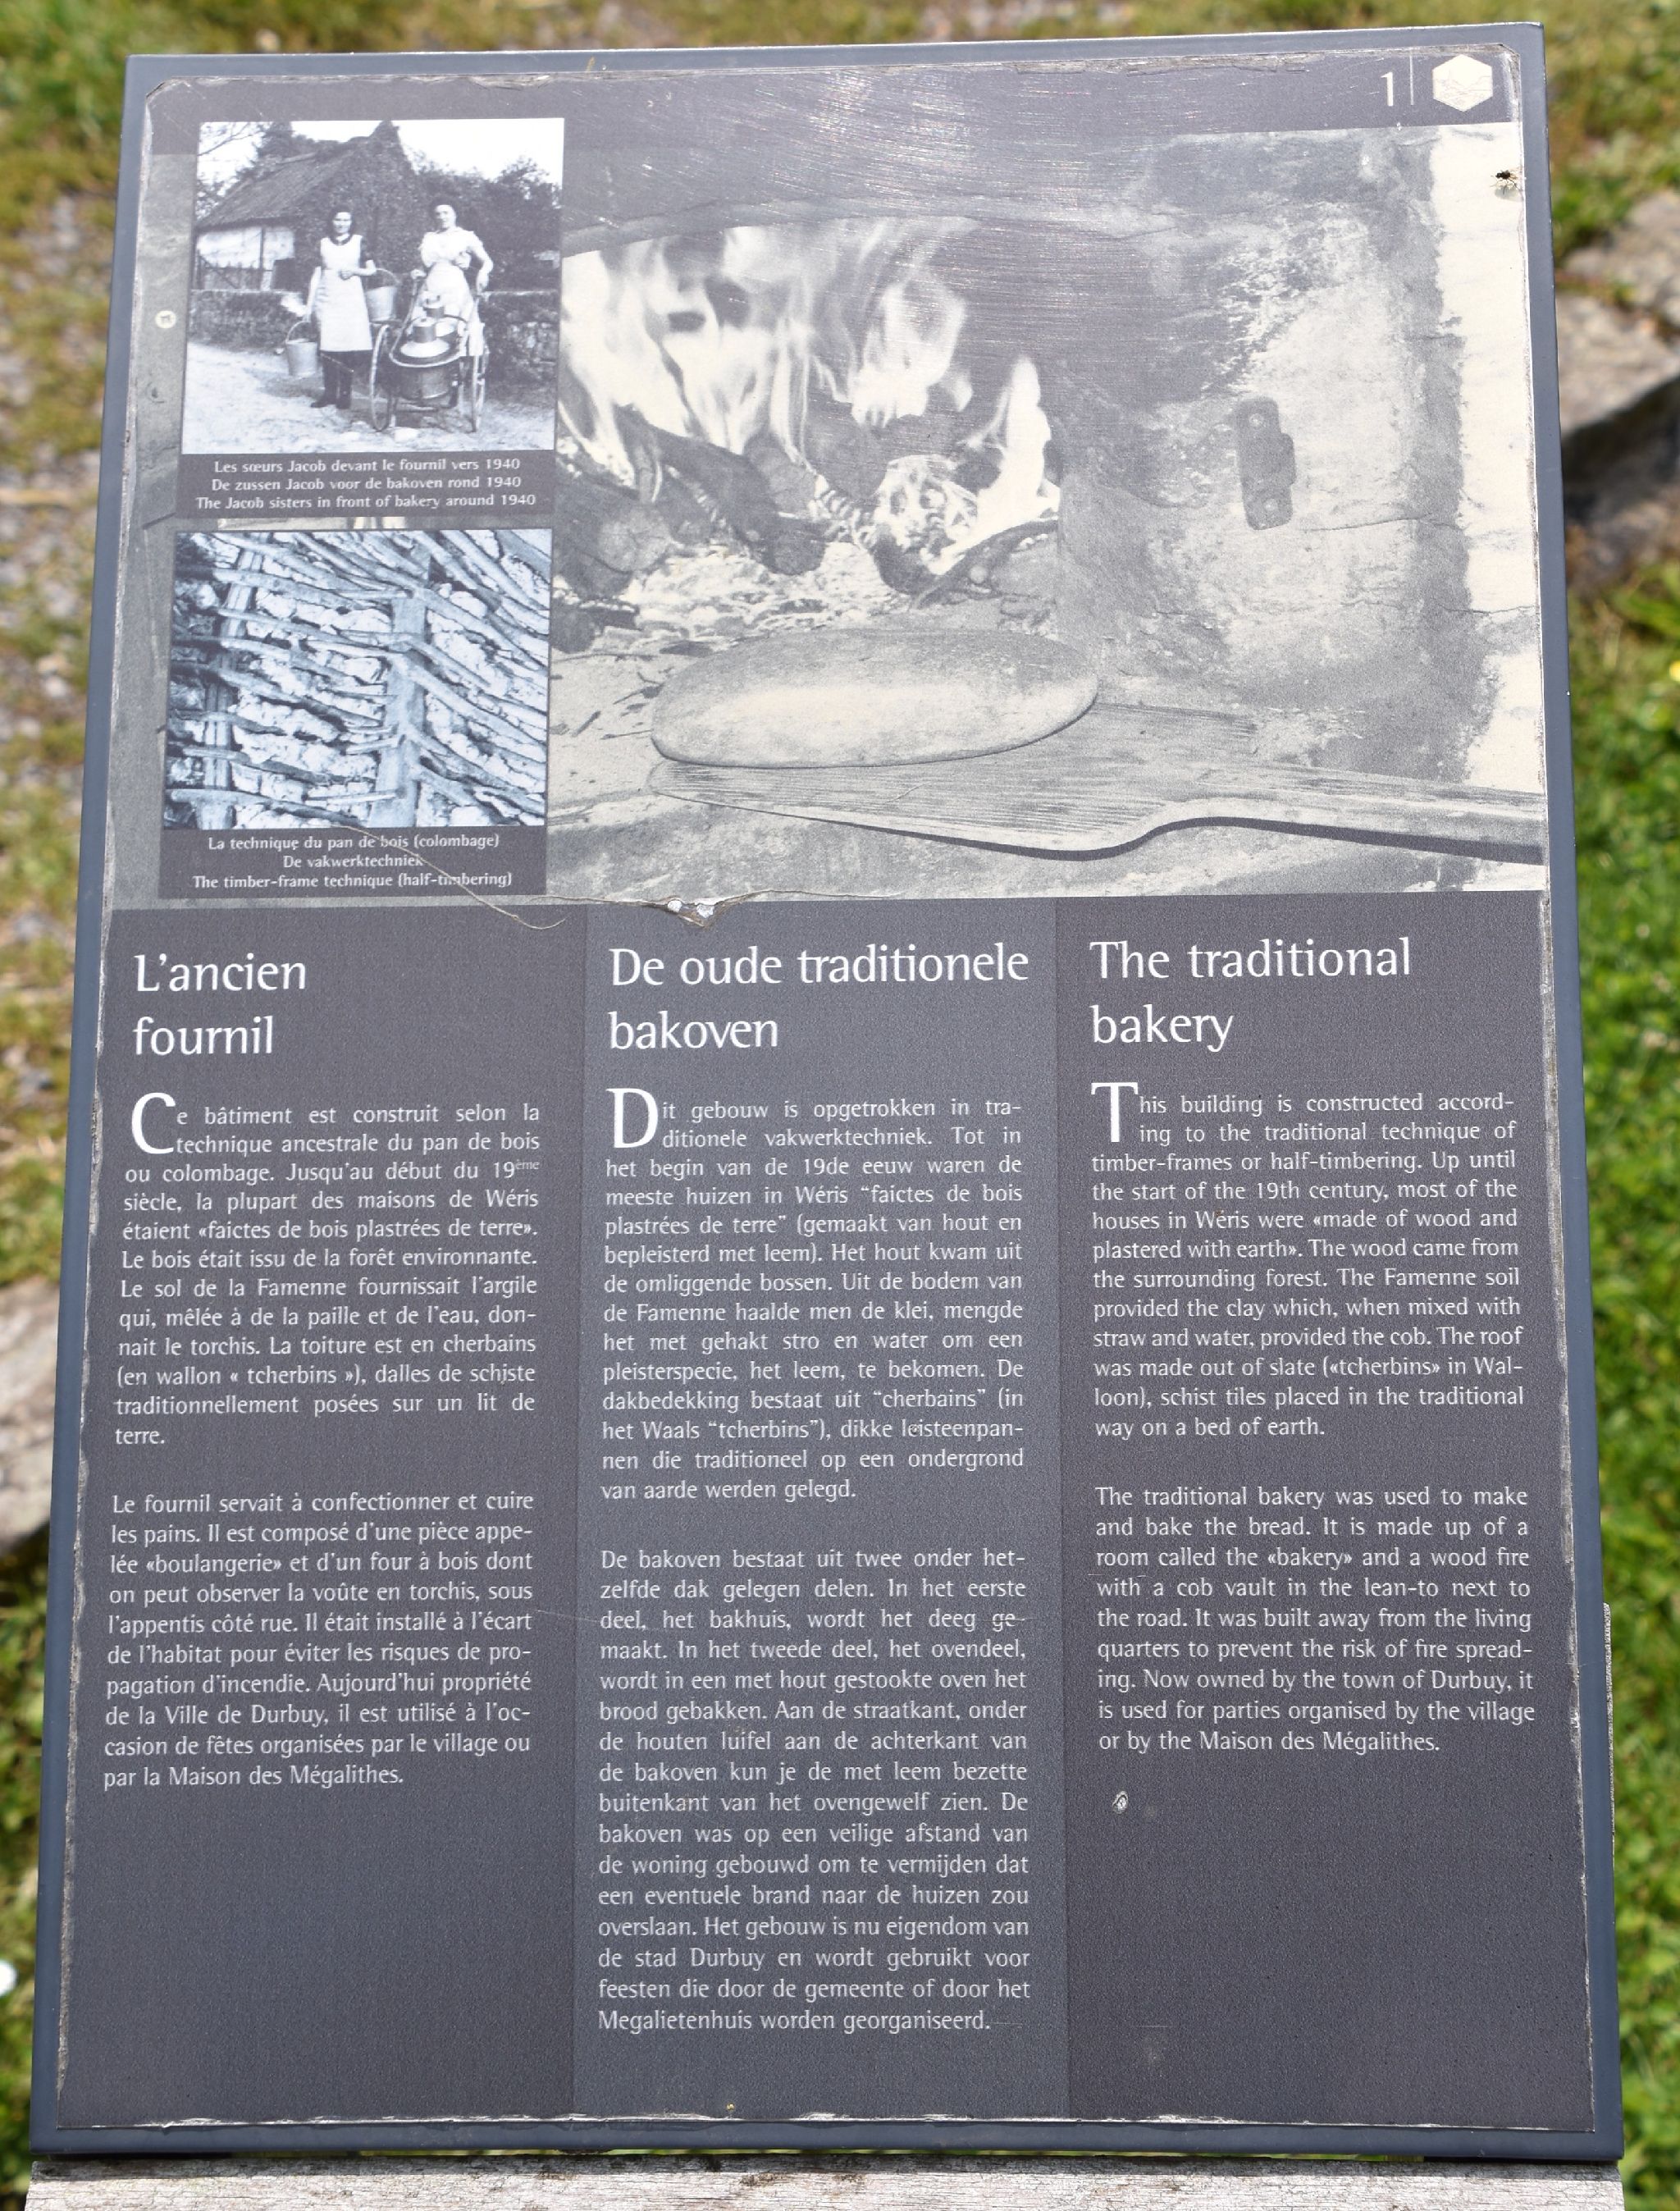 1
Les sœurs Jacob devant le fournil vers 1940
De zussen Jacob voor de bakoven rond 1940
The Jacob sisters in front of bakery around 1940
La technique du pan de bois (colombage)
De vakwerktechniek
The timber-frame technique (half-timbering)
L'ancien
fournil
Ce bâtiment est construit selon la
technique ancestrale du pan de bois
ou colombage. Jusqu'au début du 19ème
siècle, la plupart des maisons de Wéris
étaient «faictes de bois plastrées de terre».
Le bois était issu de la forêt environnante.
Le sol de la Famenne fournissait l'argile
qui, mêlée à de la paille et de l'eau, don-
nait le torchis. La toiture est en cherbains
(en wallon « tcherbins »), dalles de schiste
traditionnellement posées sur un lit de
terre.
Le fournil servait à confectionner et cuire
les pains. Il est composé d'une pièce appe-
lée «boulangerie» et d'un four à bois dont
on peut observer la voûte en torchis, sous
l'appentis côté rue. Il était installé à l'écart
de l'habitat pour éviter les risques de pro-
pagation d'incendie. Aujourd'hui propriété
de la Ville de Durbuy, il est utilisé à l'oc-
casion de fêtes organisées par le village ou
par la Maison des Mégalithes.
De oude traditionele
bakoven
Dit gebouw is opgetrokken in tra-
ditionele vakwerktechniek. Tot in
het begin van de 19de eeuw waren de
meeste huizen in Wéris “faictes de bois
plastrées de terre” (gemaakt van hout en
bepleisterd met leem). Het hout kwam uit
de omliggende bossen. Uit de bodem van
de Famenne haalde men de klei, mengde
het met gehakt stro en water om een
pleisterspecie, het leem, te bekomen. De
dakbedekking bestaat uit “cherbains” (in
het Waals “tcherbins”), dikke leisteenpan-
nen die traditioneel op een ondergrond
van aarde werden gelegd.
De bakoven bestaat uit twee onder het-
zelfde dak gelegen delen. In het eerste
deel, het bakhuis, wordt het deeg ge-
maakt. In het tweede deel, het ovendeel,
wordt in een met hout gestookte oven het
brood gebakken. Aan de straatkant, onder
de houten luifel aan de achterkant van
de bakoven kun je de met leem bezette
buitenkant van het ovengewelf zien. De
bakoven was op een veilige afstand van
de woning gebouwd om te vermijden dat
een eventuele brand naar de huizen zou
overslaan. Het gebouw is nu eigendom van
de stad Durbuy en wordt gebruikt voor
feesten die door de gemeente of door het
Megalietenhuis worden georganiseerd.
The traditional
bakery
This building is constructed accord-
ing to the traditional technique of
timber-frames or half-timbering. Up until
the start of the 19th century, most of the
houses in Wéris were «made of wood and
plastered with earth». The wood came from
the surrounding forest. The Famenne soil
provided the clay which, when mixed with
straw and water, provided the cob. The roof
was made out of slate («tcherbins» in Wal-
loon), schist tiles placed in the traditional
way on a bed of earth.
The traditional bakery was used to make
and bake the bread. It is made up of a
room called the «bakery» and a wood fire
with a cob vault in the lean-to next to
the road. It was built away from the living
quarters to prevent the risk of fire spread-
ing. Now owned by the town of Durbuy, it
is used for parties organised by the village
or by the Maison des Mégalithes.